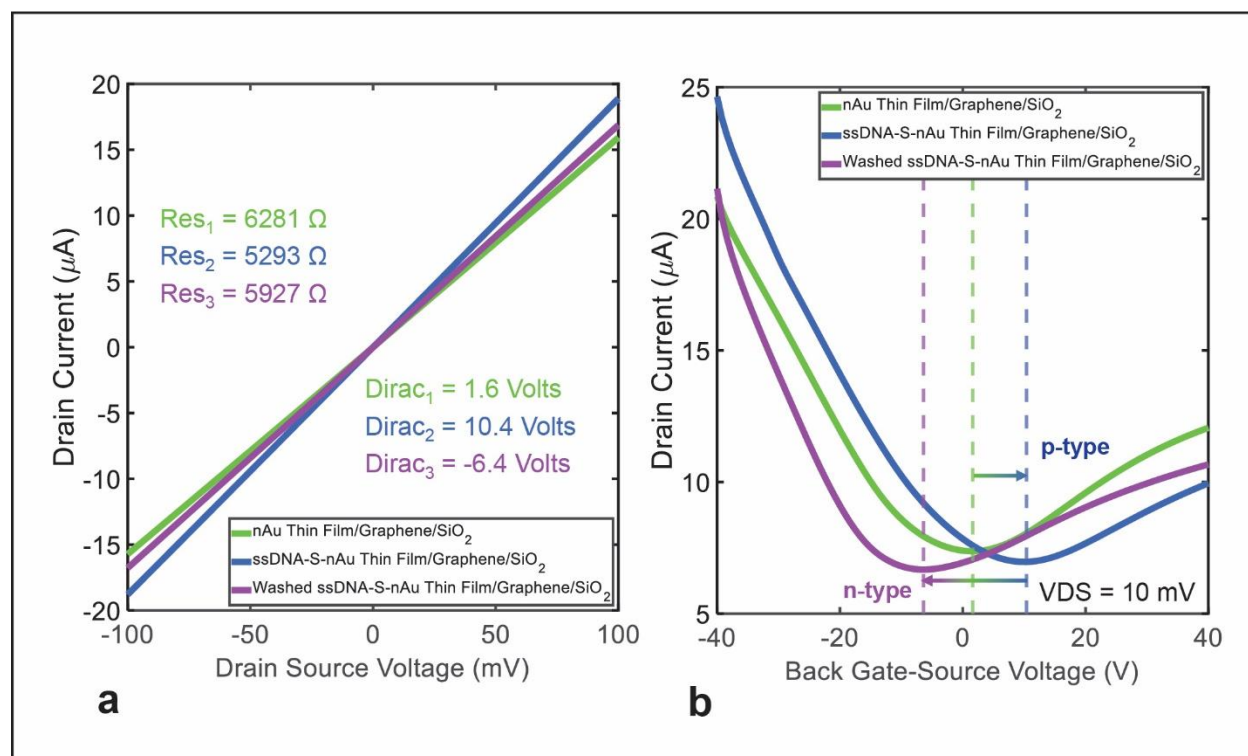 20
15
10
5
0
-5
-10
-15
-20
Drain Current (μA)
Res₁ = 6281 Ω
Res₂ = 5293 Ω
Res₃ = 5927 Ω
Dirac₁ = 1.6 Volts
Dirac₂ = 10.4 Volts
Dirac₃ = -6.4 Volts
nAu Thin Film/Graphene/SiO₂
ssDNA-S-nAu Thin Film/Graphene/SiO₂
Washed ssDNA-S-nAu Thin Film/Graphene/SiO₂
-100 -50 0 50 100
Drain Source Voltage (mV)
a
25
20
15
10
5
Drain Current (μA)
nAu Thin Film/Graphene/SiO₂
ssDNA-S-nAu Thin Film/Graphene/SiO₂
Washed ssDNA-S-nAu Thin Film/Graphene/SiO₂
p-type
n-type
VDS = 10 mV
-40 -20 0 20 40
Back Gate-Source Voltage (V)
b